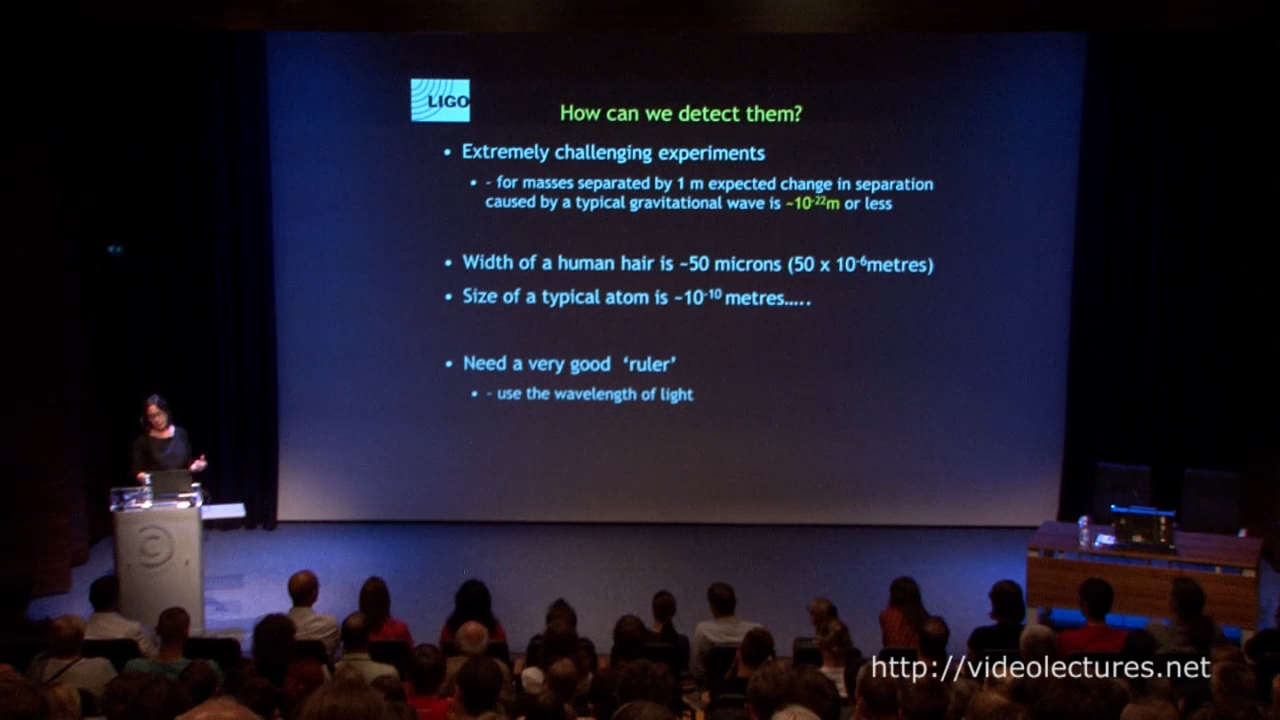 LIGO
How can we detect them?
• Extremely challenging experiments
• - for masses separated by 1 m expected change in separation
caused by a typical gravitational wave is ~10⁻²²m or less
• Width of a human hair is ~50 microns (50 x 10⁻⁶metres)
• Size of a typical atom is ~10⁻¹⁰ metres.....
• Need a very good 'ruler'
• - use the wavelength of light
http://videolectures.net